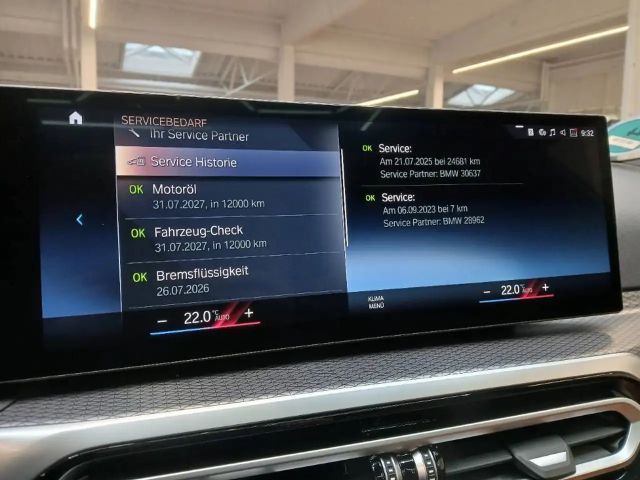 SERVICEBEDARF
9:32
Ihr Service Partner
Service Historie
OK Motoröl
31.07.2027, in 12000 km
OK Fahrzeug-Check
31.07.2027, in 12000 km
OK Bremsflüssigkeit
26.07.2026
OK Service:
Am 21.07.2025 bei 24681 km
Service Partner: BMW 30637
OK Service:
Am 06.09.2023 bei 7 km
Service Partner: BMW 28962
− 22.0 °C AUTO +
KLIMA
MENÜ
− 22.0 °C AUTO +